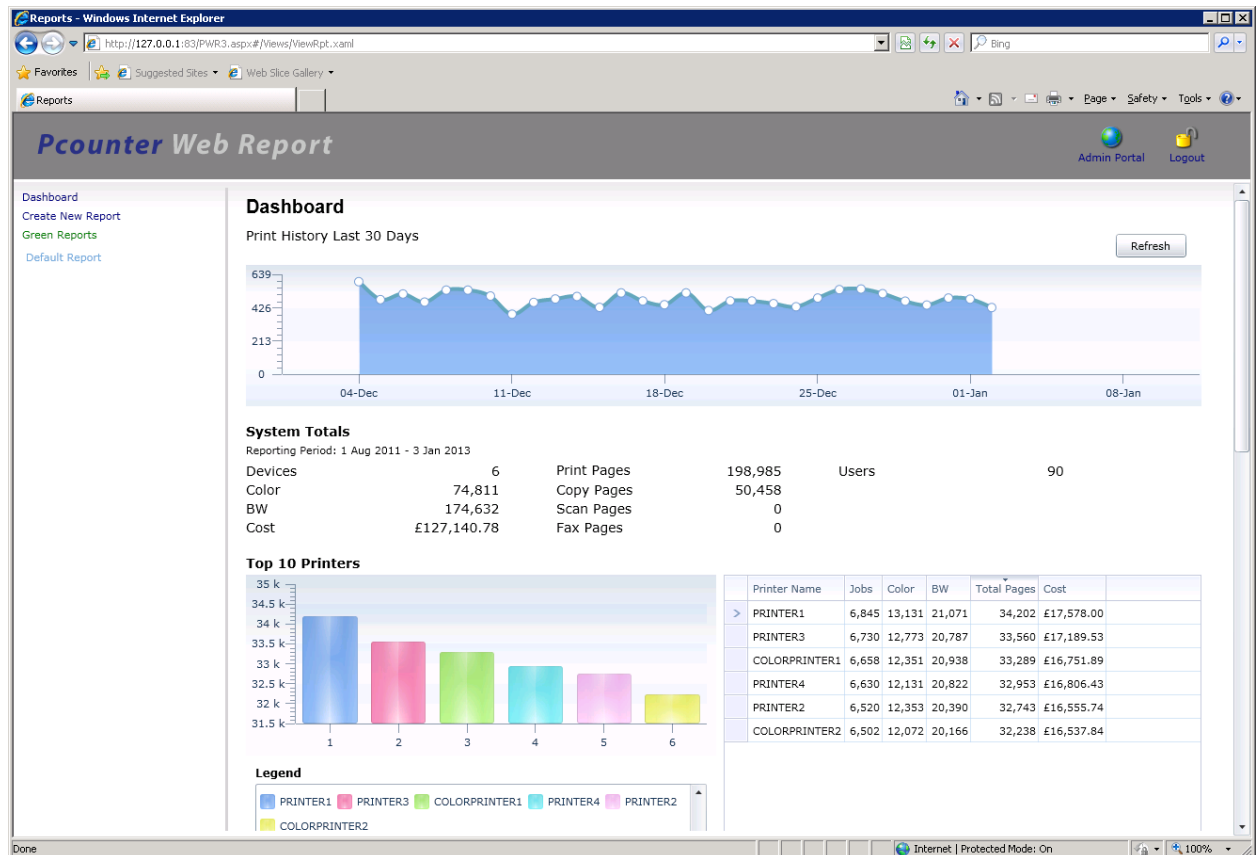 Reports - Windows Internet Explorer
http://127.0.0.1:83/PWR3.aspx#/Views/ViewRpt.xaml
Bing
Favorites Suggested Sites Web Slice Gallery
Reports
Page Safety Tools
Pcounter Web Report
Admin Portal Logout
Dashboard
Create New Report
Green Reports
Default Report
Dashboard
Print History Last 30 Days
Refresh
639
426
213
0
04-Dec 11-Dec 18-Dec 25-Dec 01-Jan 08-Jan
System Totals
Reporting Period: 1 Aug 2011 - 3 Jan 2013
Devices 6 Print Pages 198,985 Users 90
Color 74,811 Copy Pages 50,458
BW 174,632 Scan Pages 0
Cost £127,140.78 Fax Pages 0
Top 10 Printers
35 k
34.5 k
34 k
33.5 k
33 k
32.5 k
32 k
31.5 k
1 2 3 4 5 6
Legend
PRINTER1 PRINTER3 COLORPRINTER1 PRINTER4 PRINTER2
COLORPRINTER2
Printer Name Jobs Color BW Total Pages Cost
PRINTER1 6,845 13,131 21,071 34,202 £17,578.00
PRINTER3 6,730 12,773 20,787 33,560 £17,189.53
COLORPRINTER1 6,658 12,351 20,938 33,289 £16,751.89
PRINTER4 6,630 12,131 20,822 32,953 £16,806.43
PRINTER2 6,520 12,353 20,390 32,743 £16,555.74
COLORPRINTER2 6,502 12,072 20,166 32,238 £16,537.84
Done Internet | Protected Mode: On 100%